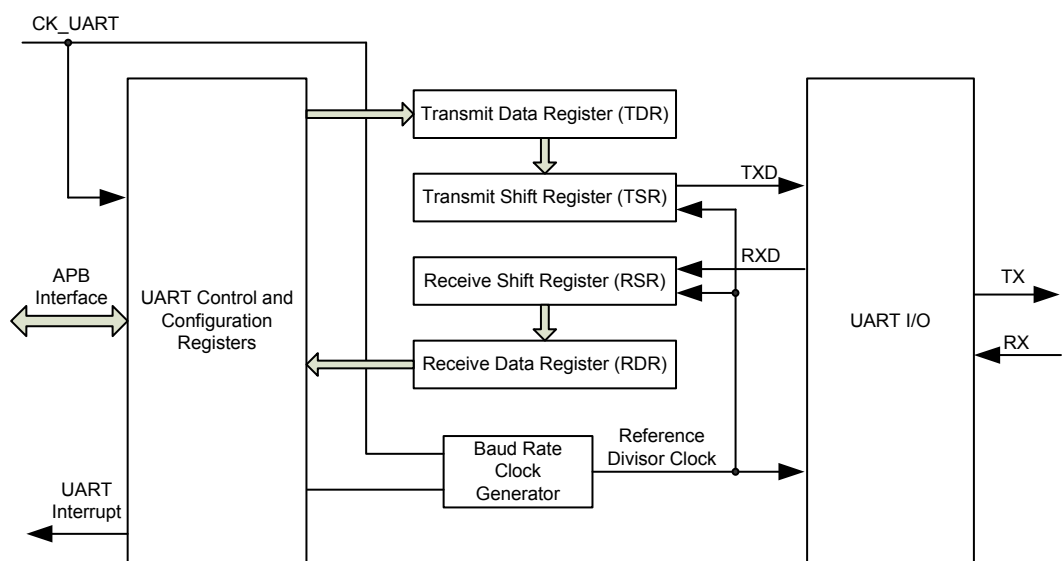 CK_UART
Transmit Data Register (TDR)
TXD
Transmit Shift Register (TSR)
RXD
Receive Shift Register (RSR)
APB
Interface
UART Control and
Configuration
Registers
TX
UART I/O
RX
Receive Data Register (RDR)
Baud Rate
Clock
Generator
Reference
Divisor Clock
UART
Interrupt